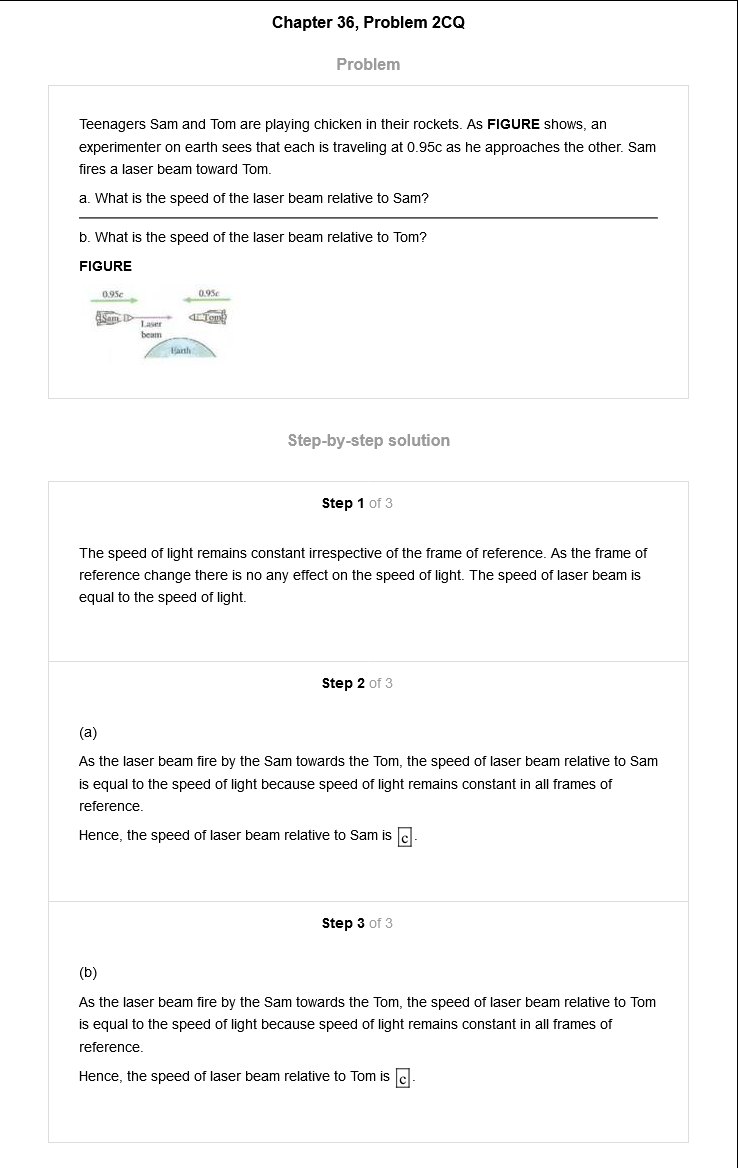 Chapter 36, Problem 2CQ
Problem
Teenagers Sam and Tom are playing chicken in their rockets. As FIGURE shows, an
experimenter on earth sees that each is traveling at 0.95c as he approaches the other. Sam
fires a laser beam toward Tom.
a. What is the speed of the laser beam relative to Sam?
b. What is the speed of the laser beam relative to Tom?
FIGURE
0.95c 0.95c
Sam Tom
Laser
beam
Earth
Step-by-step solution
Step 1 of 3
The speed of light remains constant irrespective of the frame of reference. As the frame of
reference change there is no any effect on the speed of light. The speed of laser beam is
equal to the speed of light.
Step 2 of 3
(a)
As the laser beam fire by the Sam towards the Tom, the speed of laser beam relative to Sam
is equal to the speed of light because speed of light remains constant in all frames of
reference.
Hence, the speed of laser beam relative to Sam is c.
Step 3 of 3
(b)
As the laser beam fire by the Sam towards the Tom, the speed of laser beam relative to Tom
is equal to the speed of light because speed of light remains constant in all frames of
reference.
Hence, the speed of laser beam relative to Tom is c.